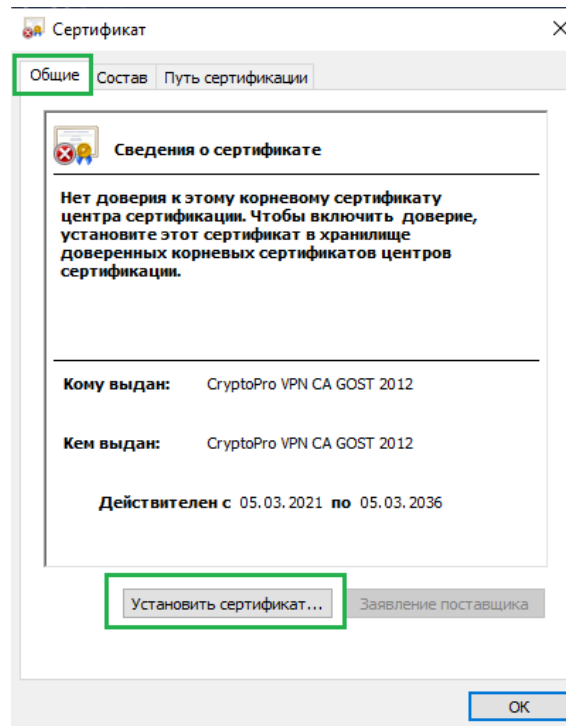 Сертификат
Общие Состав Путь сертификации
Сведения о сертификате
Нет доверия к этому корневому сертификату
центра сертификации. Чтобы включить доверие,
установите этот сертификат в хранилище
доверенных корневых сертификатов центров
сертификации.
Кому выдан: CryptoPro VPN CA GOST 2012
Кем выдан: CryptoPro VPN CA GOST 2012
Действителен с 05.03.2021 по 05.03.2036
Установить сертификат... Заявление поставщика
ОК